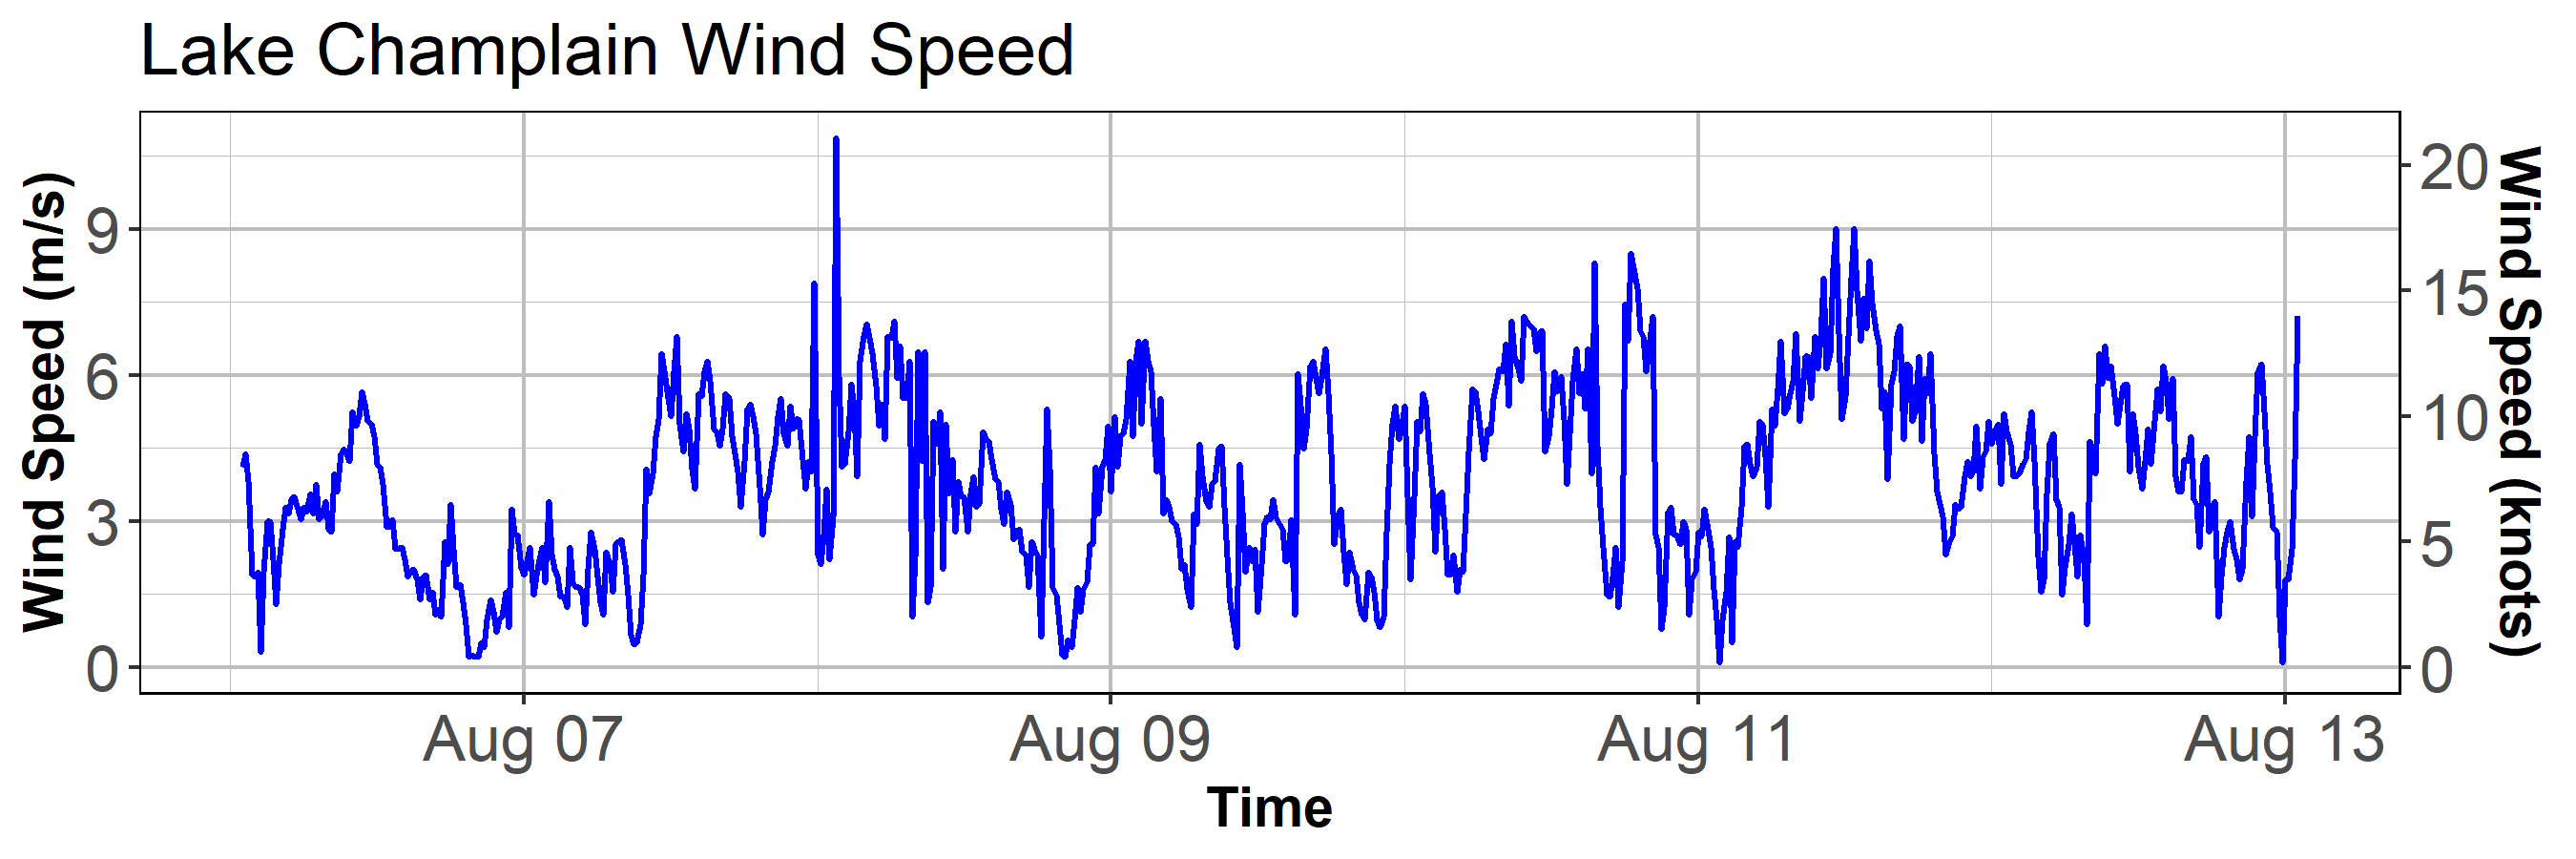 Lake Champlain Wind Speed
Wind Speed (m/s)
9
6
3
0
20
15
10
5
0
Wind Speed (knots)
Aug 07
Aug 09
Aug 11
Aug 13
Time